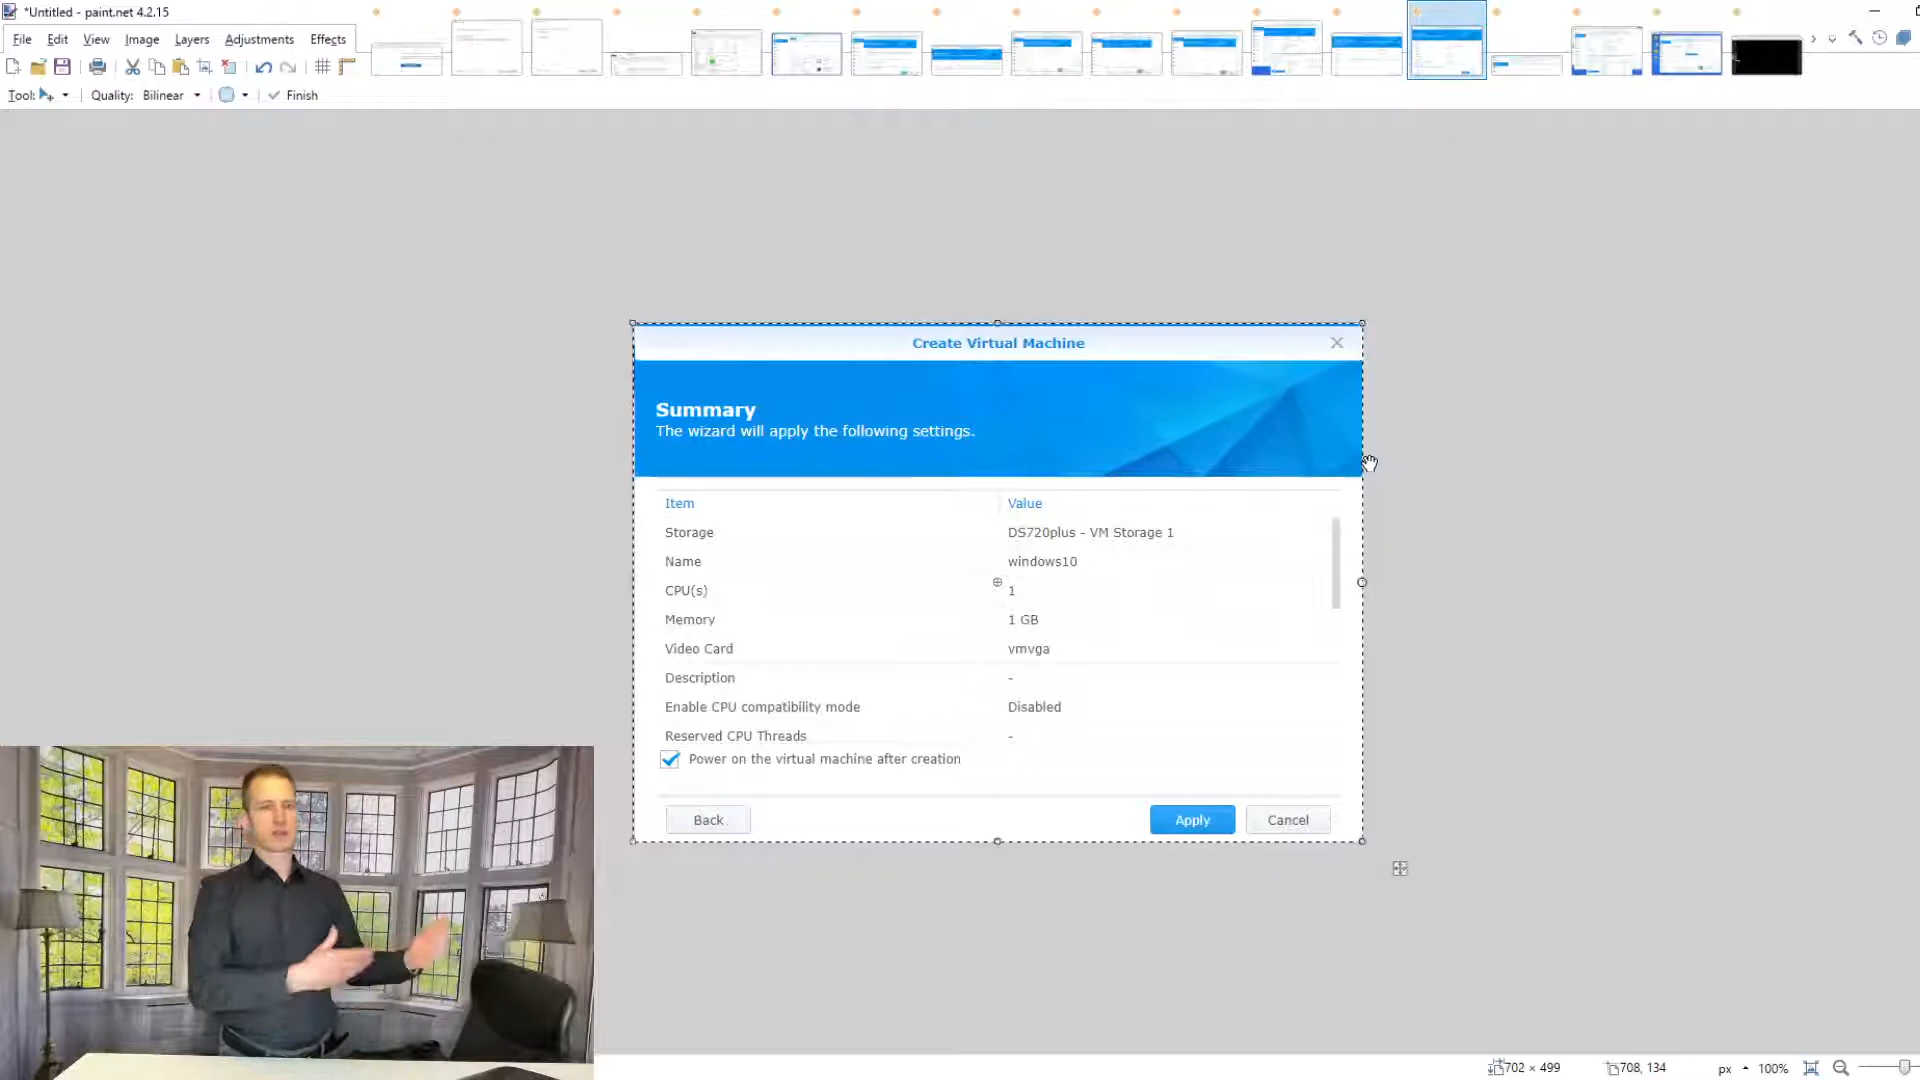 *Untitled - paint.net 4.2.15
File Edit View Image Layers Adjustments Effects
Tool: Quality: Bilinear Finish
Create Virtual Machine
Summary
The wizard will apply the following settings.
Item Value
Storage DS720plus - VM Storage 1
Name windows10
CPU(s) 1
Memory 1 GB
Video Card vmvga
Description -
Enable CPU compatibility mode Disabled
Reserved CPU Threads -
Power on the virtual machine after creation
Back Apply Cancel
702 × 499 708, 134 px 100%